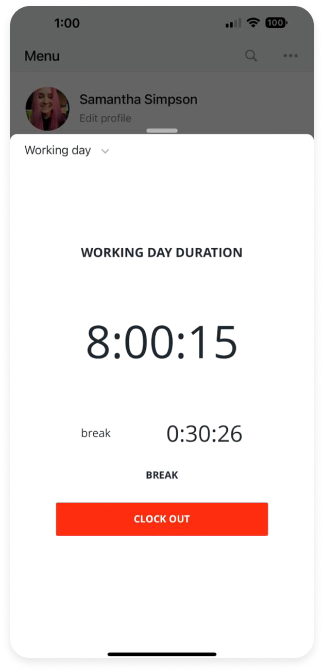 1:00 100
Menu
Samantha Simpson
Edit profile
Working day
WORKING DAY DURATION
8:00:15
break 0:30:26
BREAK
CLOCK OUT